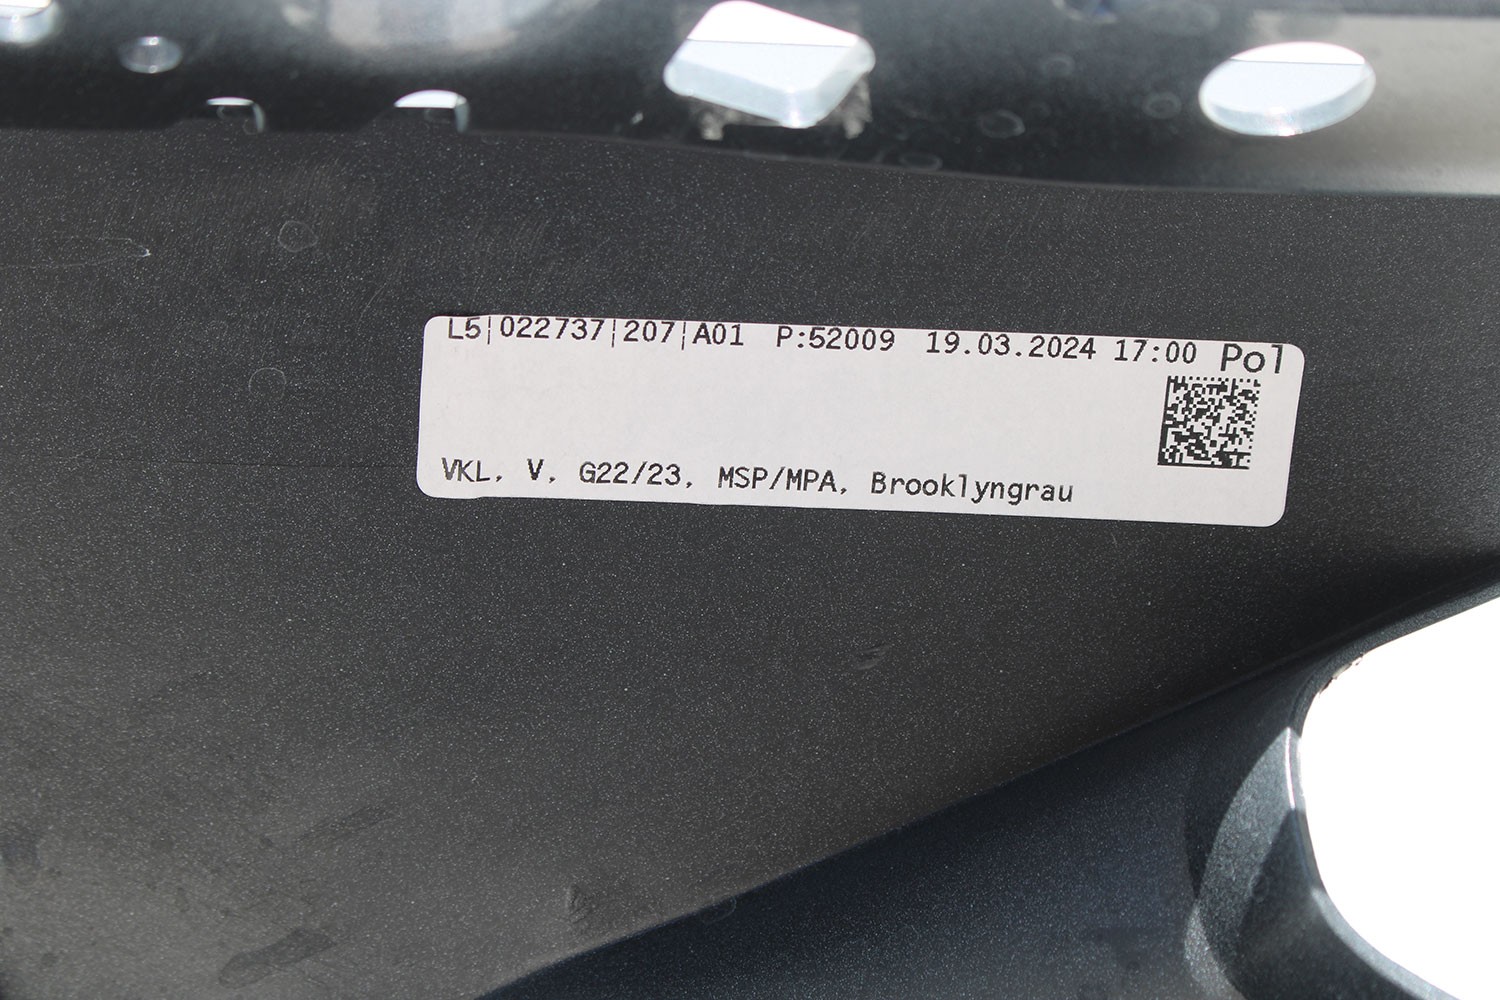 L5|022737|207|A01 P:52009 19.03.2024 17:00 Pol
VKL, V, G22/23, MSP/MPA, Brooklyngrau